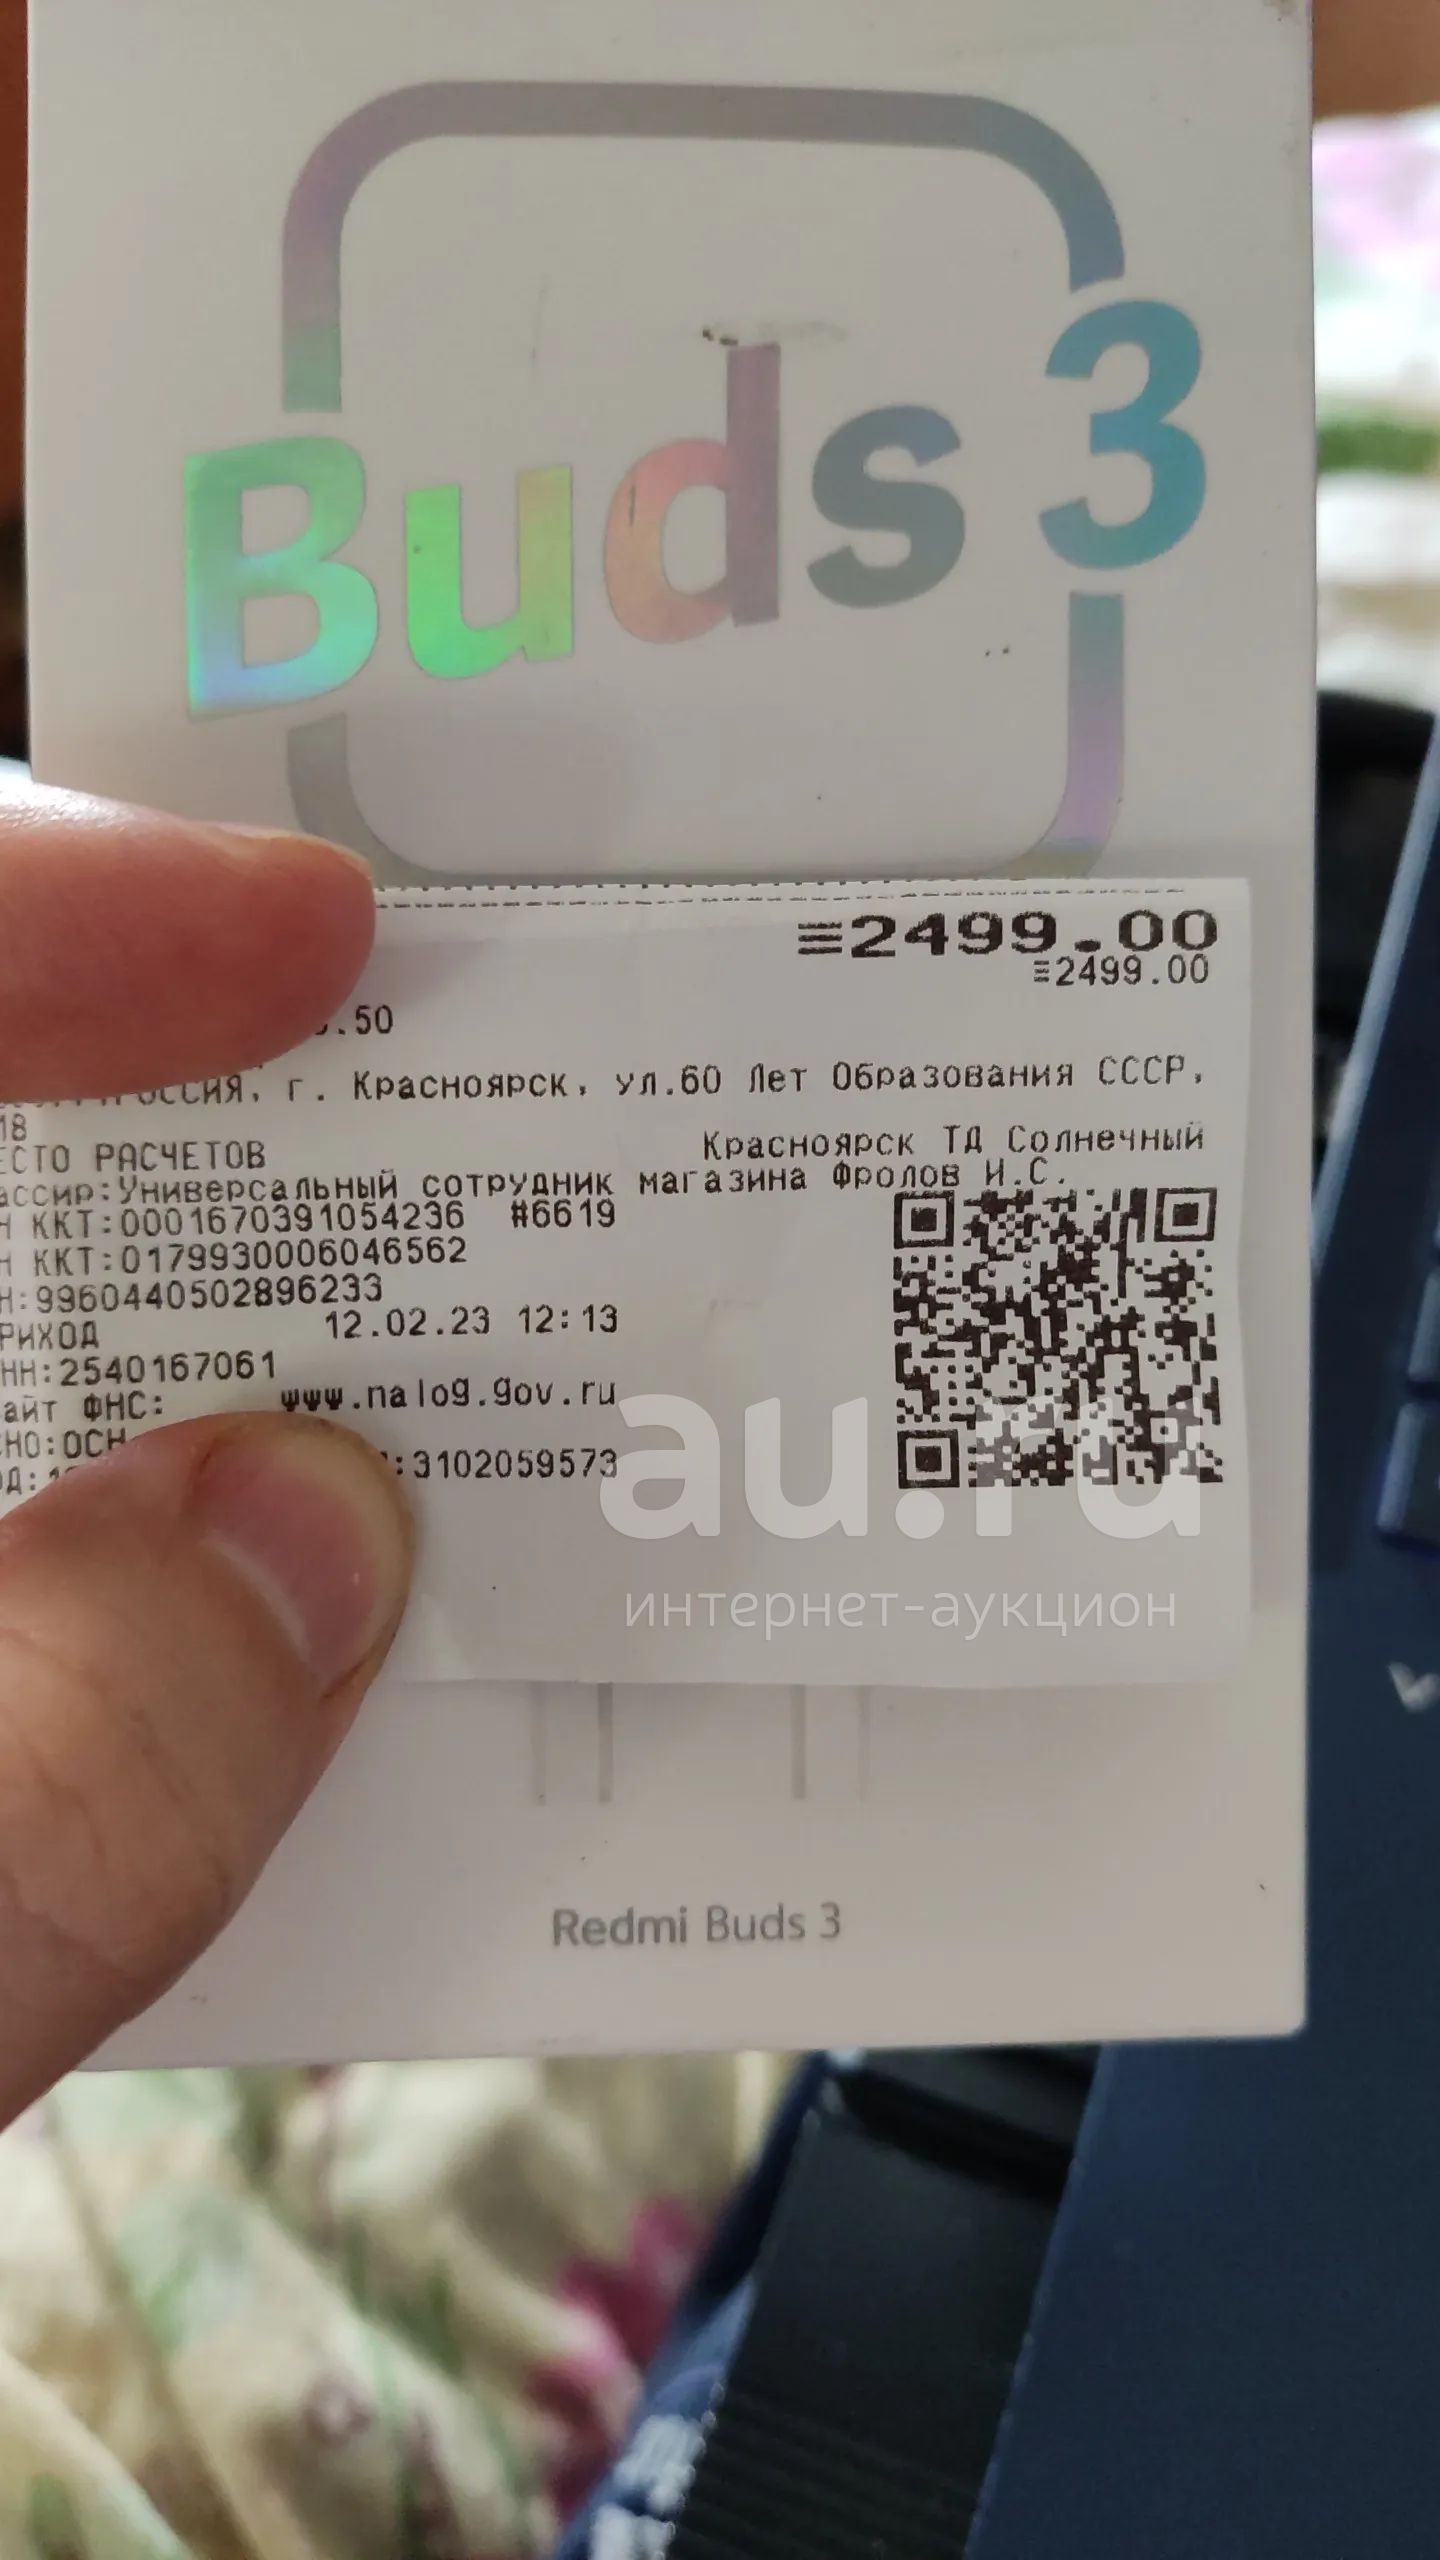 Buds 3
≡2499.00
≡2499.00
.50
РОССИЯ, г. Красноярск, ул.60 Лет Образования СССР,
18
ЕСТО РАСЧЕТОВ Красноярск ТД Солнечный
ассир:Универсальный сотрудник магазина Фролов И.С.
Н ККТ:0001670391054236 #6619
Н ККТ:0179930006046562
Н:9960440502896233
РИХОД 12.02.23 12:13
НН:2540167061
айт ФНС: www.nalog.gov.ru
СНО:ОСН
Д: :3102059573
au.ru
интернет-аукцион
Redmi Buds 3